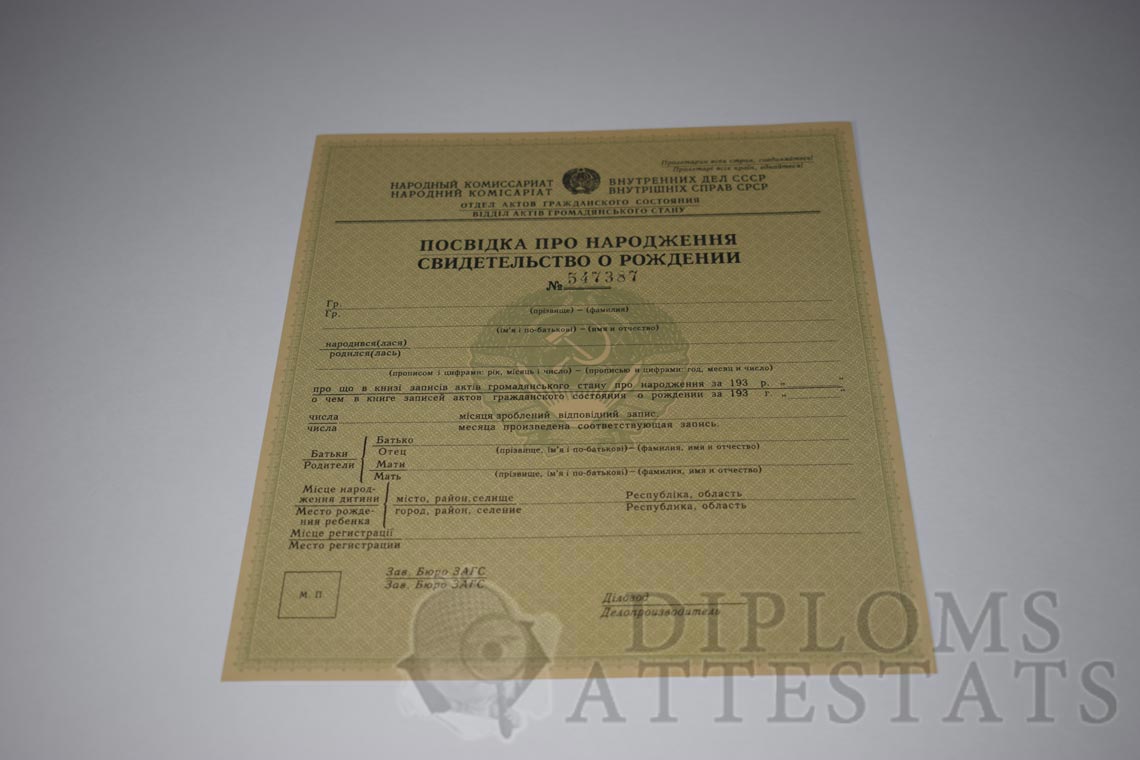 Пролетарии всех стран, соединяйтесь!
Пролетарі всіх країн, єднайтеся!
НАРОДНЫЙ КОМИССАРИАТ ВНУТРЕННИХ ДЕЛ СССР
НАРОДНИЙ КОМІСАРІАТ ВНУТРІШНІХ СПРАВ СРСР
ОТДЕЛ АКТОВ ГРАЖДАНСКОГО СОСТОЯНИЯ
ВІДДІЛ АКТІВ ГРОМАДЯНСЬКОГО СТАНУ
ПОСВІДКА ПРО НАРОДЖЕННЯ
СВИДЕТЕЛЬСТВО О РОЖДЕНИИ
№ 547387
Гр.
Гр.
(прізвище) – (фамилия)
(ім'я і по-батькові) – (имя и отчество)
народився(лася)
родился(лась)
(прописом і цифрами: рік, місяць і число) – (прописью и цифрами: год, месяц и число)
про що в книзі записів актів громадянського стану про народження за 193 р. „ "
о чем в книге записей актов гражданского состояния о рождении за 193 г. „ "
числа місяця зроблений відповідний запис.
числа месяца произведена соответствующая запись.
Батьки
Родители
Батько
Отец
(прізвище, ім'я і по-батькові) – (фамилия, имя и отчество)
Мати
Мать
(прізвище, ім'я і по-батькові) – (фамилия, имя и отчество)
Місце народ-
ження дитини
Место рожде-
ния ребенка
місто, район, селище Республіка, область
город, район, селение Республика, область
Місце регистрації
Место регистрации
Зав. Бюро ЗАГС
Зав. Бюро ЗАГС
М. П
Діловод
Делопроизводитель
DIPLOMS
ATTESTATS